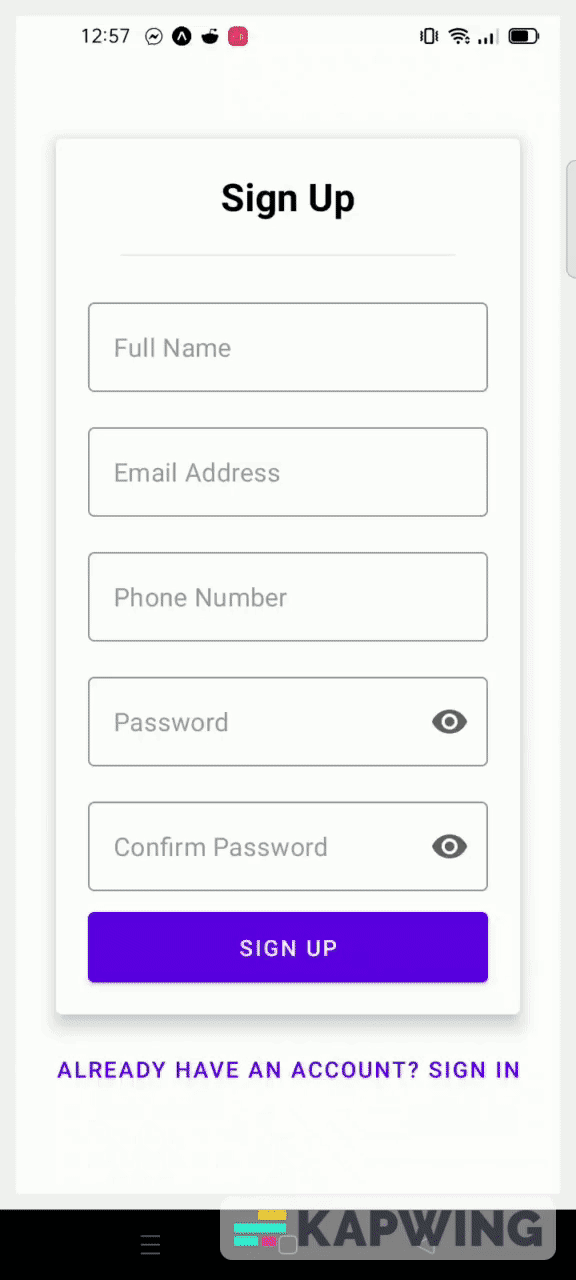 12:57
Sign Up
Full Name
Email Address
Phone Number
Password
Confirm Password
SIGN UP
ALREADY HAVE AN ACCOUNT? SIGN IN
KAPWING